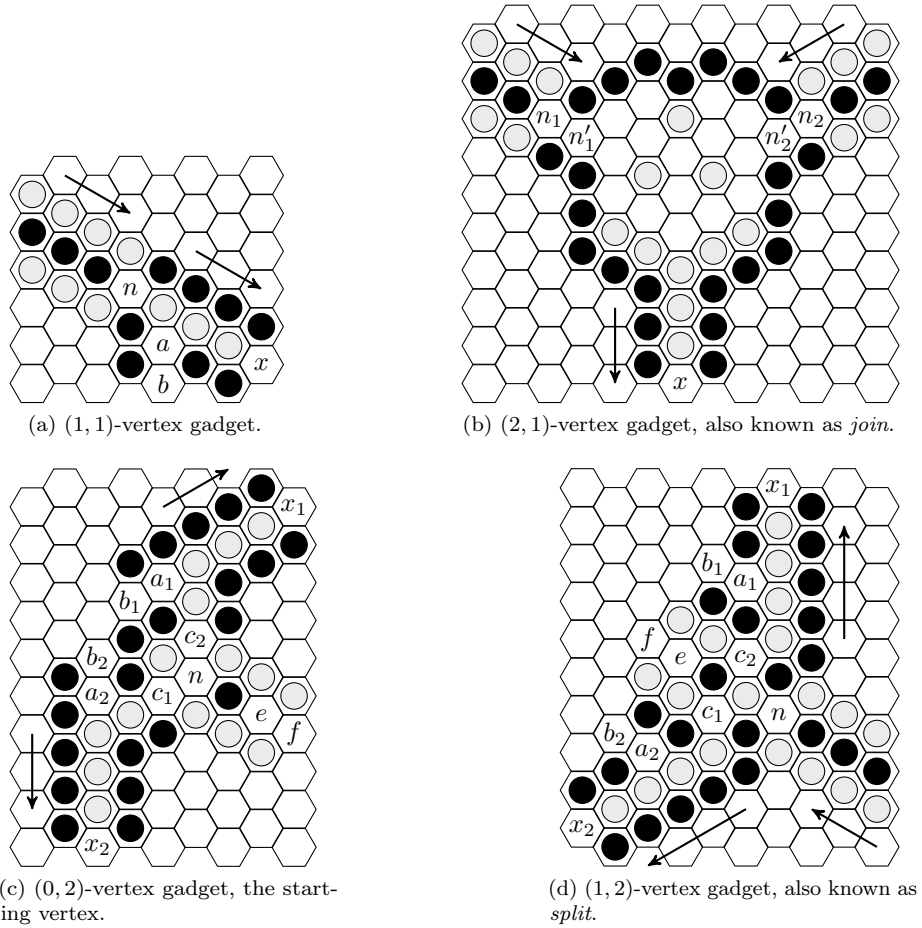 n
a
b
x
(a) (1, 1)-vertex gadget.
n₁
n₂
n′₁
n′₂
x
(b) (2, 1)-vertex gadget, also known as join.
x₁
a₁
b₁
c₂
b₂
n
a₂
c₁
e
f
x₂
(c) (0, 2)-vertex gadget, the start-
ing vertex.
x₁
b₁
a₁
f
e
c₂
c₁
n
b₂
a₂
x₂
(d) (1, 2)-vertex gadget, also known as
split.